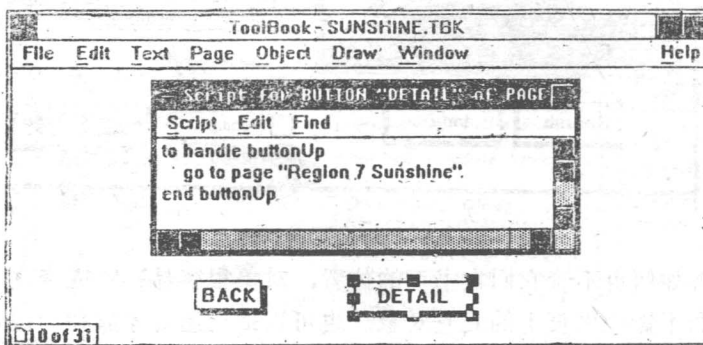 ToolBook - SUNSHINE.TBK
File Edit Text Page Object Draw Window Help
Script for BUTTON "DETAIL" of PAGE
Script Edit Find
to handle buttonUp
go to page "Region 7 Sunshine"
end buttonUp
BACK DETAIL
10 of 31